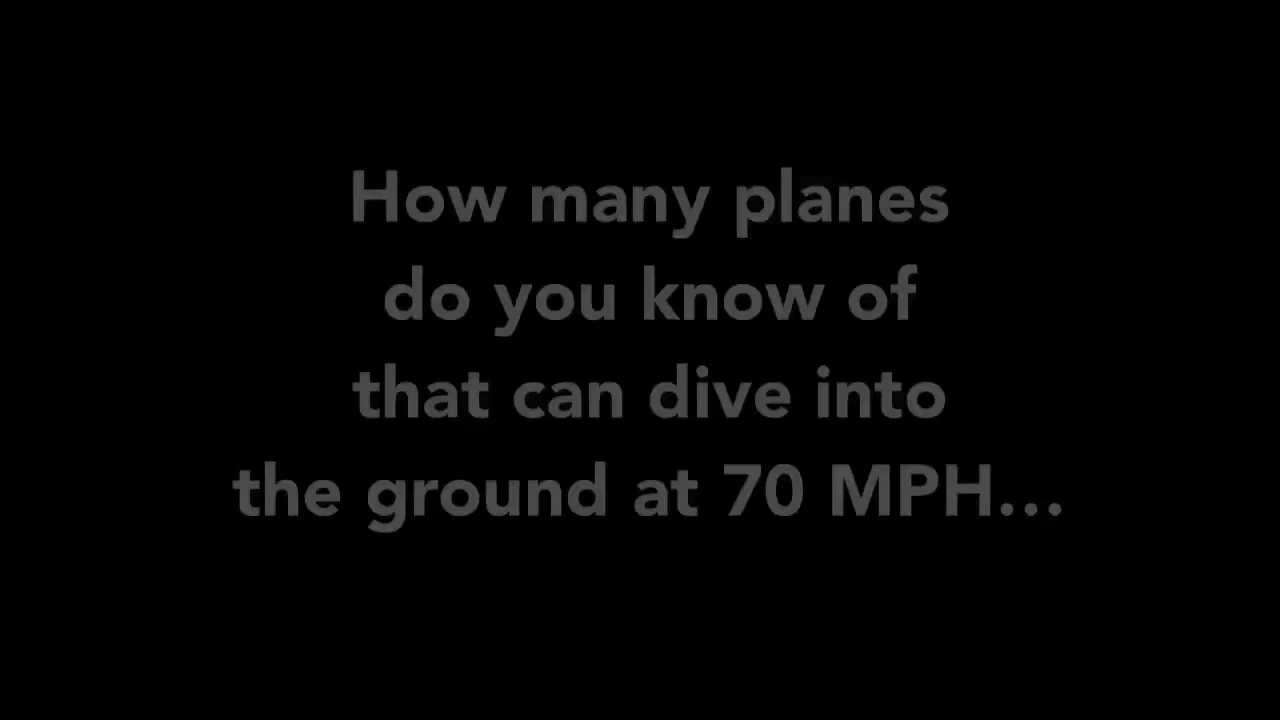 How many planes
do you know of
that can dive into
the ground at 70 MPH...